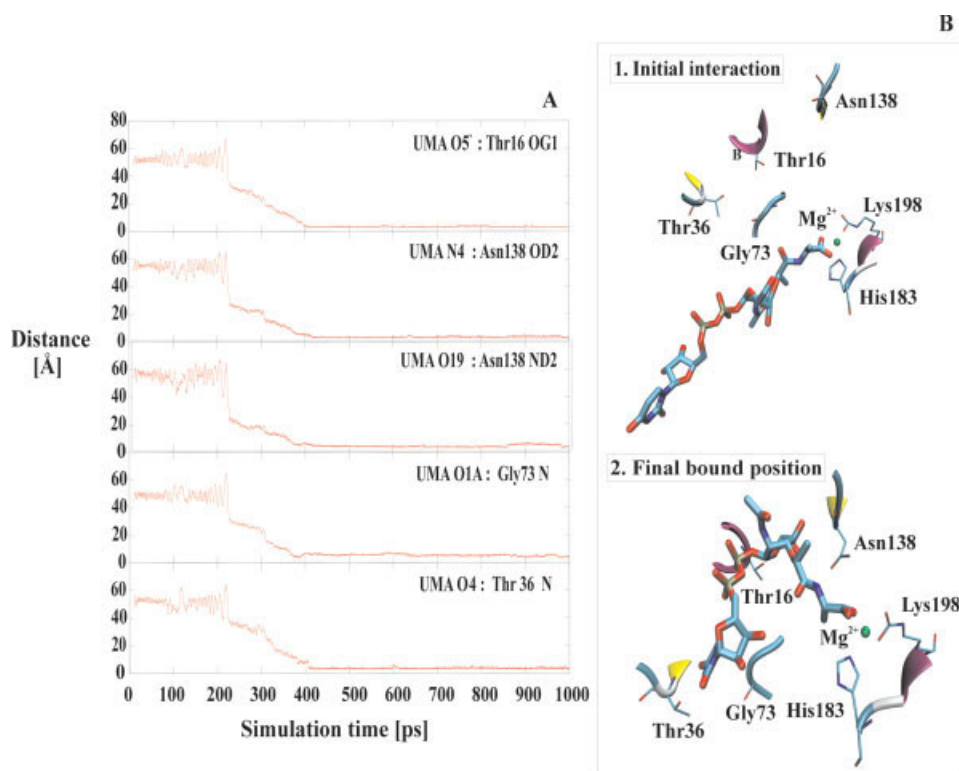 A
80
60
40
20
0
UMA O5' : Thr16 OG1
60
40
20
0
UMA N4 : Asn138 OD2
60
40
20
0
UMA O19 : Asn138 ND2
60
40
20
0
UMA O1A : Gly73 N
60
40
20
0
UMA O4 : Thr 36 N
Distance
[Å]
0 100 200 300 400 500 600 700 800 900 1000
Simulation time [ps]
B
1. Initial interaction
Asn138
B
Thr16
Thr36
Gly73
Mg2+
Lys198
His183
2. Final bound position
Asn138
Thr16
Lys198
Mg2+
Thr36
Gly73
His183